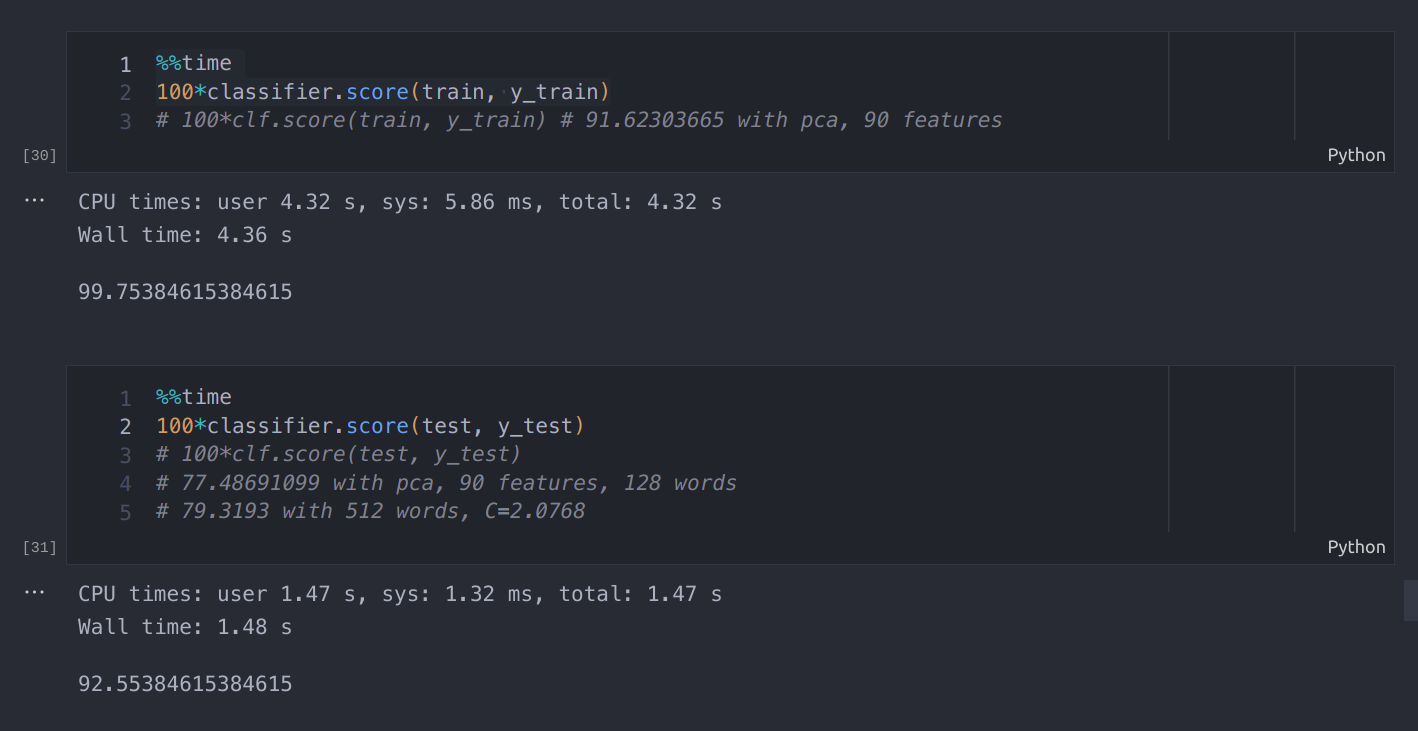 1 %%time
2 100*classifier.score(train, y_train)
3 # 100*clf.score(train, y_train) # 91.62303665 with pca, 90 features
[30] Python
... CPU times: user 4.32 s, sys: 5.86 ms, total: 4.32 s
Wall time: 4.36 s
99.75384615384615
1 %%time
2 100*classifier.score(test, y_test)
3 # 100*clf.score(test, y_test)
4 # 77.48691099 with pca, 90 features, 128 words
5 # 79.3193 with 512 words, C=2.0768
[31] Python
... CPU times: user 1.47 s, sys: 1.32 ms, total: 1.47 s
Wall time: 1.48 s
92.55384615384615